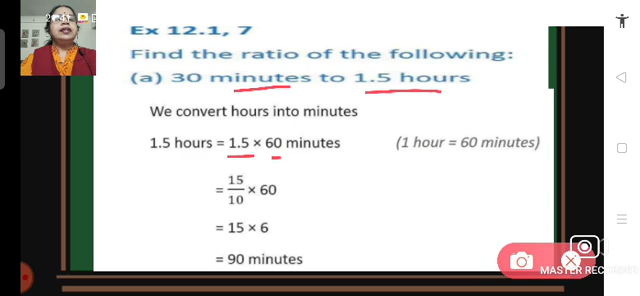 Ex 12.1, 7
Find the ratio of the following:
(a) 30 minutes to 1.5 hours
We convert hours into minutes
1.5 hours = 1.5 × 60 minutes (1 hour = 60 minutes)
= 15/10 × 60
= 15 × 6
= 90 minutes